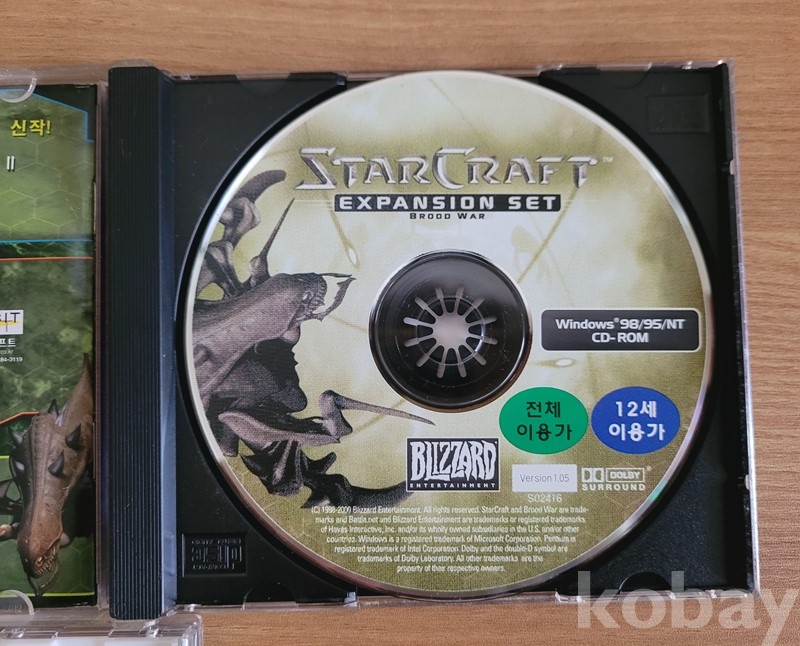 신작!
II
STARCRAFT™
EXPANSION SET
BROOD WAR
Windows® 98/95/NT
CD-ROM
전체
이용가
12세
이용가
BLIZZARD
ENTERTAINMENT
Version 1.05
DOLBY®
SURROUND
S02416
(C) 1998-2000 Blizzard Entertainment. All rights reserved. StarCraft and Brood War are trade-
marks and Battle.net and Blizzard Entertainment are trademarks or registered trademarks
of Havas Interactive, Inc. and/or its wholly owned subsidiaries in the U.S. and/or other
countries. Windows is a registered trademark of Microsoft Corporation. Pentium is
registered trademark of Intel Corporation. Dolby and the double-D symbol are
trademarks of Dolby Laboratory. All other trademarks are the
property of their respective owners.
kobay